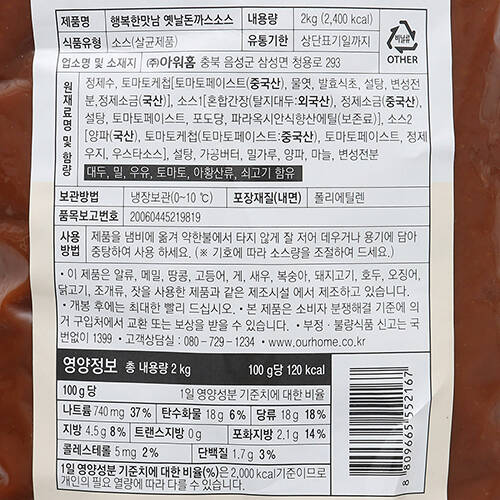 제품명 행복한맛남 옛날돈까스소스 내용량 2kg (2,400 kcal)
식품유형 소스(살균제품) 유통기한 상단표기일까지
업소명 및 소재지 ㈜아워홈 충북 음성군 삼성면 청용로 293
비닐류
OTHER
원재료명 및 함량
정제수, 토마토케첩[토마토페이스트(중국산), 물엿, 발효식초, 설탕, 변성전
분,정제소금(국산)], 소스1[혼합간장(탈지대두:외국산), 정제소금(중국산),
설탕, 토마토페이스트, 포도당, 파라옥시안식향산에틸(보존료)], 소스2
[양파(국산), 토마토케첩(토마토페이스트:중국산), 토마토페이스트, 정제
우지, 우스타소스], 설탕, 가공버터, 밀가루, 양파, 마늘, 변성전분
대두, 밀, 우유, 토마토, 아황산류, 쇠고기 함유
보관방법 냉장보관(0~10 ℃) 포장재질(내면) 폴리에틸렌
품목보고번호 20060445219819
사용방법
제품을 냄비에 옮겨 약한불에서 타지 않게 잘 저어 데우거나 용기에 담아
중탕하여 사용 하세요. (※ 기호에 따라 소스량을 조절하여 드세요.)
• 이 제품은 알류, 메밀, 땅콩, 고등어, 게, 새우, 복숭아, 돼지고기, 호두, 오징어,
닭고기, 조개류, 잣을 사용한 제품과 같은 제조시설 에서 제조하고 있습니다.
• 개봉 후에는 최대한 빨리 드십시오. • 본 제품은 소비자 분쟁해결 기준에 의
거 구입처에서 교환 또는 보상을 받을 수 있습니다. • 부정 · 불량식품 신고는 국
번없이 1399 • 고객상담실 : 080 - 729 - 1234 • www.ourhome.co.kr
영양정보 총 내용량 2 kg 100 g당 120 kcal
100 g 당 1일 영양성분 기준치에 대한 비율
나트륨 740 mg 37 % 탄수화물 18 g 6 % 당류 18 g 18 %
지방 4.5 g 8 % 트랜스지방 0 g 포화지방 2.1 g 14 %
콜레스테롤 5 mg 2 % 단백질 1.7 g 3 %
1일 영양성분 기준치에 대한 비율(%)은 2,000 kcal 기준이므로
개인의 필요 열량에 따라 다를 수 있습니다.
8 809665 552167